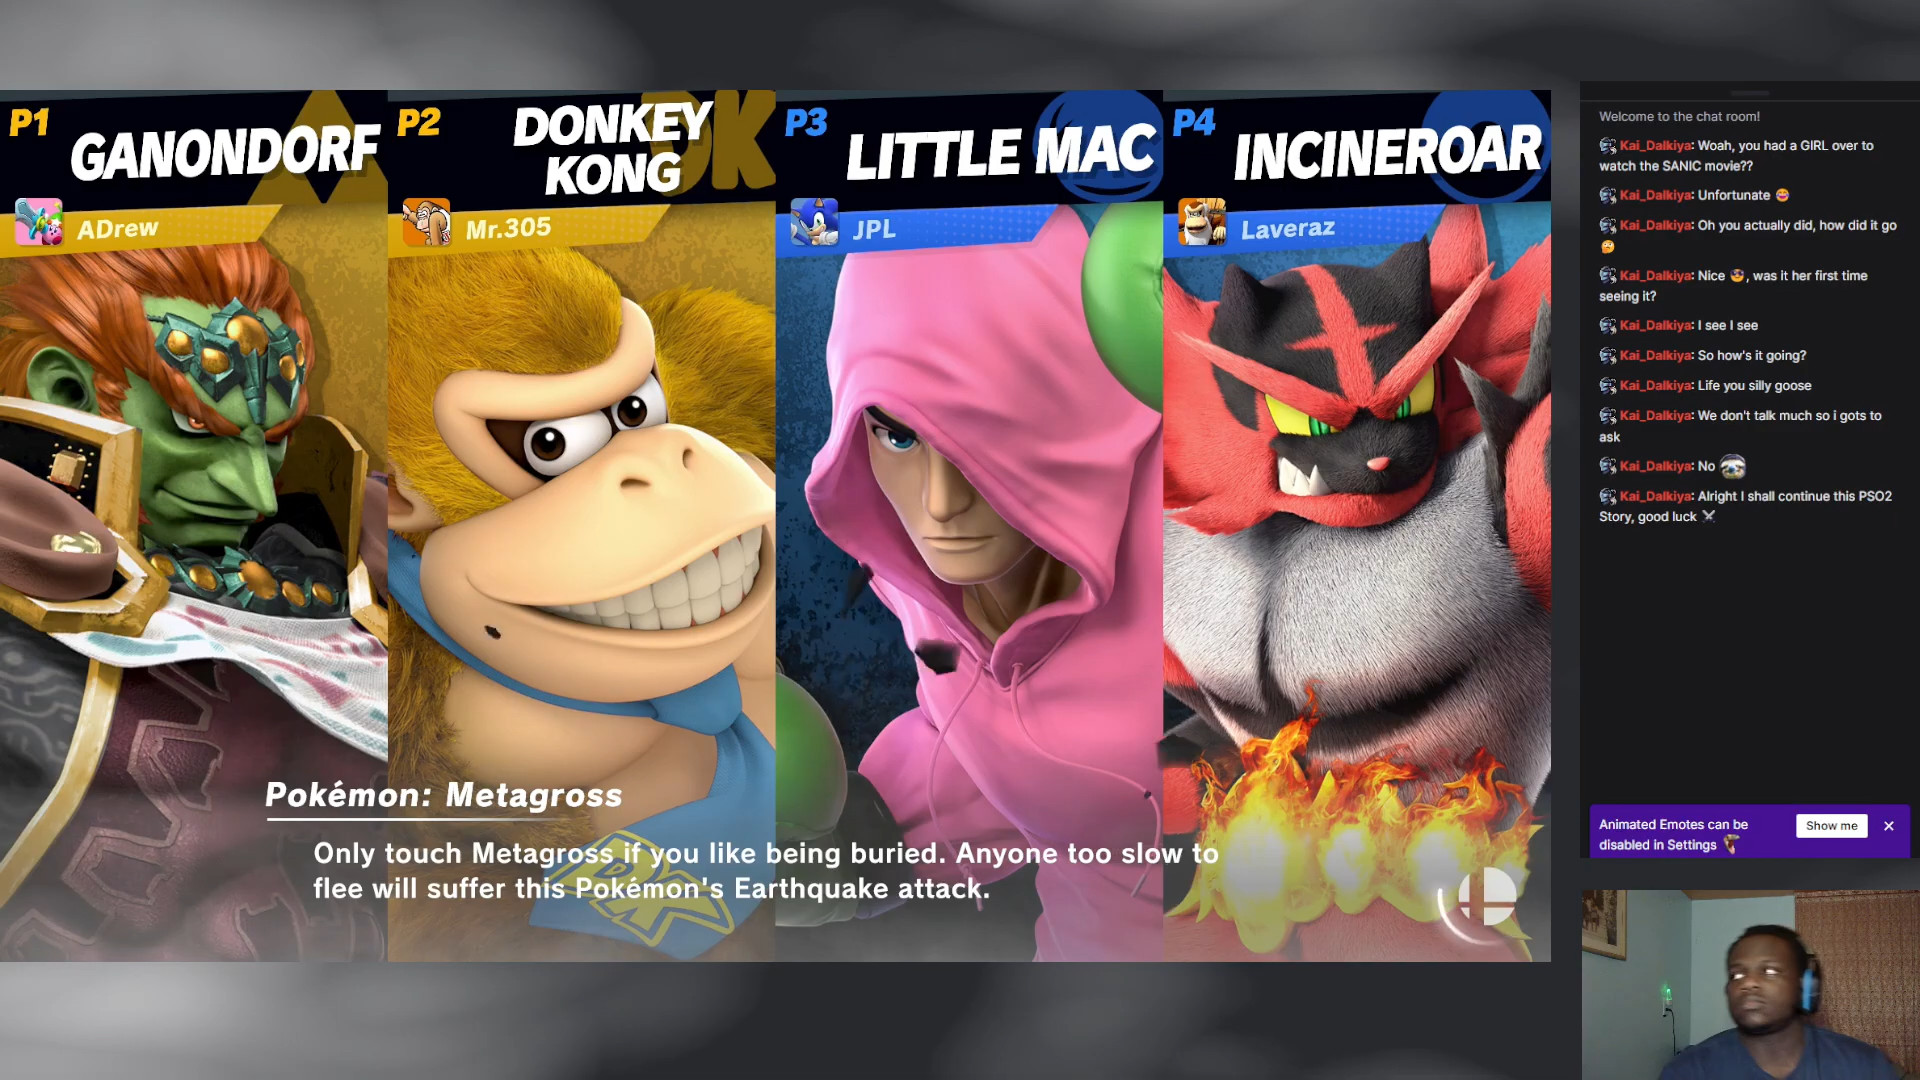 P1
GANONDORF
ADrew
P2
DONKEY
KONG
Mr.305
P3
LITTLE MAC
JPL
P4
INCINEROAR
Laveraz
Pokémon: Metagross
Only touch Metagross if you like being buried. Anyone too slow to
flee will suffer this Pokémon's Earthquake attack.
DK
DK
Welcome to the chat room!
Kai_Dalkiya: Woah, you had a GIRL over to
watch the SANIC movie??
Kai_Dalkiya: Unfortunate
Kai_Dalkiya: Oh you actually did, how did it go
Kai_Dalkiya: Nice , was it her first time
seeing it?
Kai_Dalkiya: I see I see
Kai_Dalkiya: So how's it going?
Kai_Dalkiya: Life you silly goose
Kai_Dalkiya: We don't talk much so i gots to
ask
Kai_Dalkiya: No
Kai_Dalkiya: Alright I shall continue this PSO2
Story, good luck
Animated Emotes can be
disabled in Settings
Show me